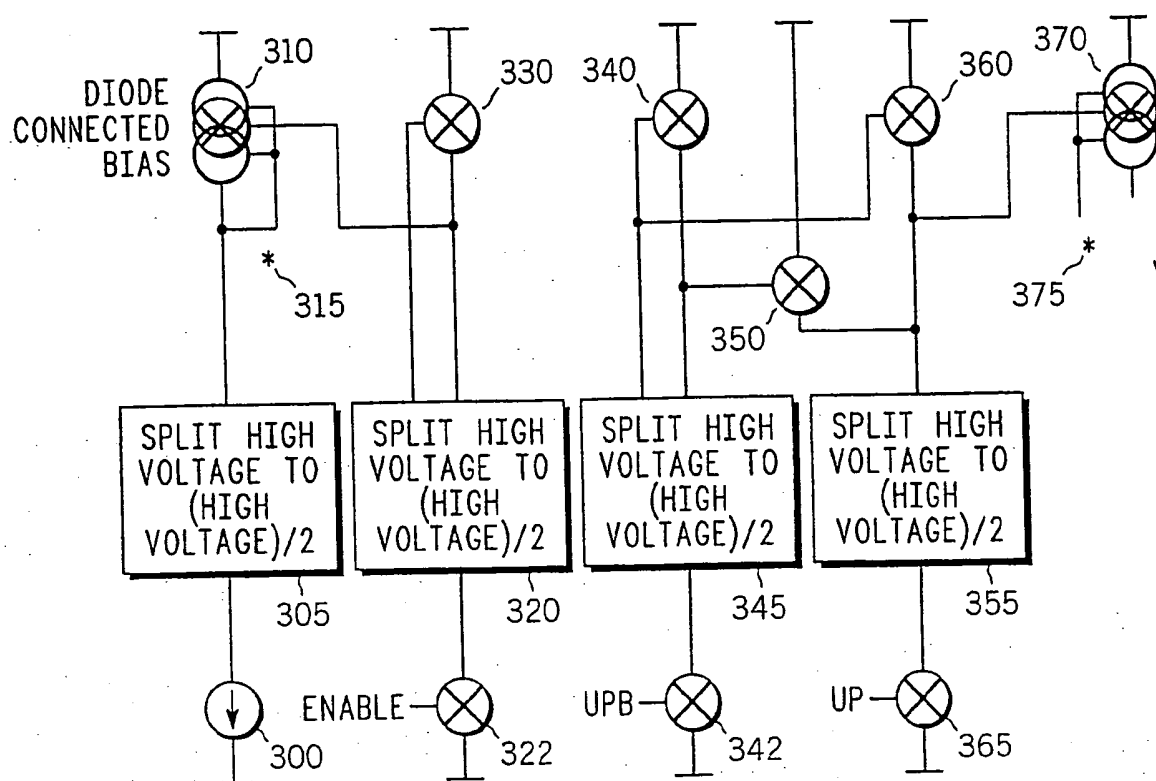 310
DIODE
CONNECTED
BIAS
*
315
330
340
350
360
370
*
375
SPLIT HIGH
VOLTAGE TO
(HIGH
VOLTAGE)/2
305
SPLIT HIGH
VOLTAGE TO
(HIGH
VOLTAGE)/2
320
SPLIT HIGH
VOLTAGE TO
(HIGH
VOLTAGE)/2
345
SPLIT HIGH
VOLTAGE TO
(HIGH
VOLTAGE)/2
355
300
ENABLE
322
UPB
342
UP
365